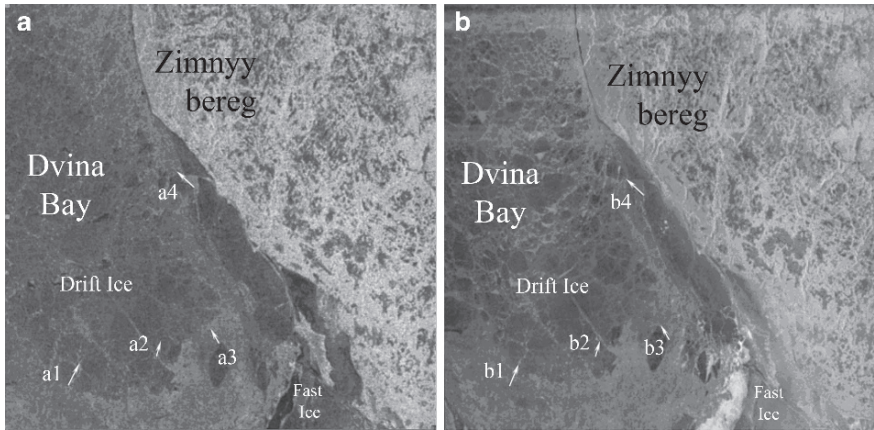 a
Zimnyy
bereg
Dvina
Bay
a4
Drift Ice
a2
a3
a1
Fast
Ice
b
Zimnyy
bereg
Dvina
Bay
b4
Drift Ice
b2
b3
b1
Fast
Ice